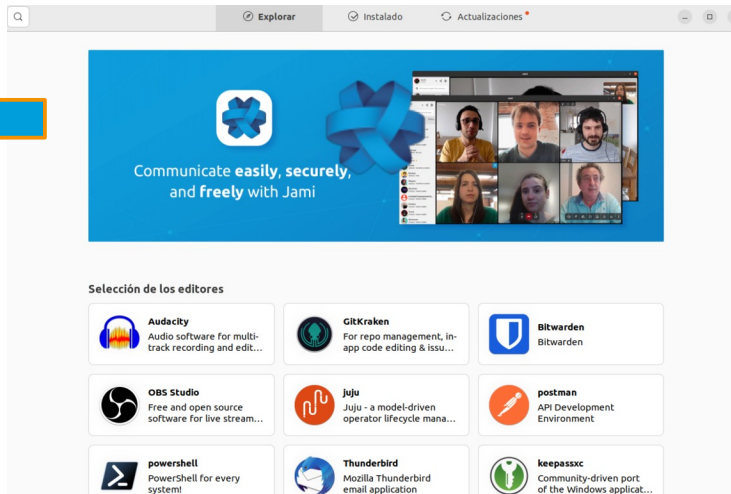 Explorar
Instalado
Actualizaciones
Communicate easily, securely,
and freely with Jami
Selección de los editores
Audacity
Audio software for multi-
track recording and edit...
GitKraken
For repo management, in-
app code editing & issu...
Bitwarden
Bitwarden
OBS Studio
Free and open source
software for live stream...
juju
Juju - a model-driven
operator lifecycle mana...
postman
API Development
Environment
powershell
PowerShell for every
system!
Thunderbird
Mozilla Thunderbird
email application
keepassxc
Community-driven port
of the Windows applicat...